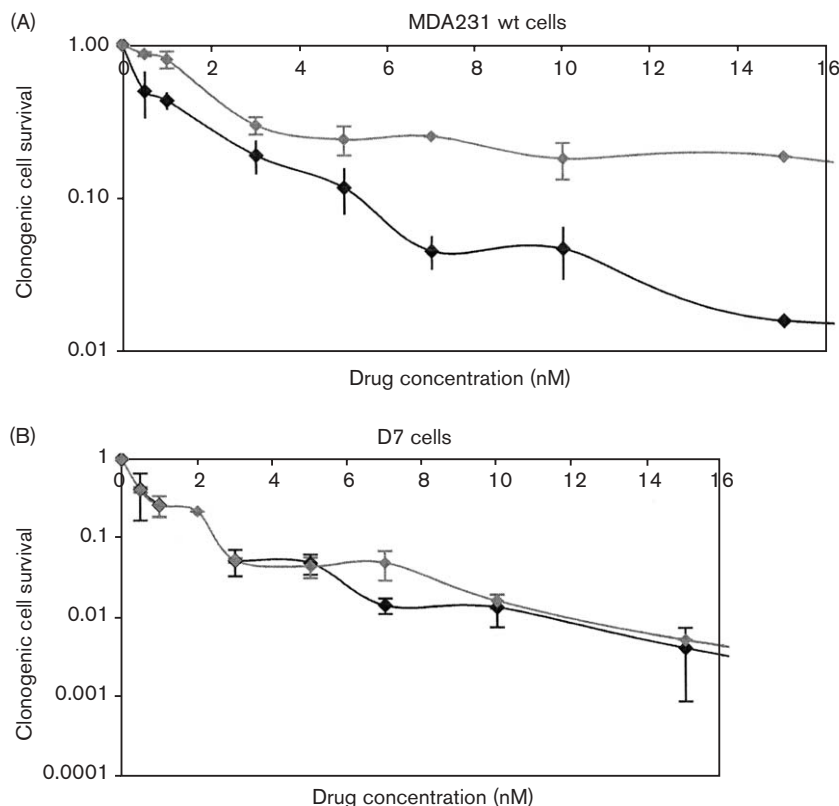 (A)
MDA231 wt cells
1.00
0 2 4 6 8 10 12 14 16
0.10
0.01
Clonogenic cell survival
Drug concentration (nM)
(B)
D7 cells
1
0 2 4 6 8 10 12 14 16
0.1
0.01
0.001
0.0001
Clonogenic cell survival
Drug concentration (nM)